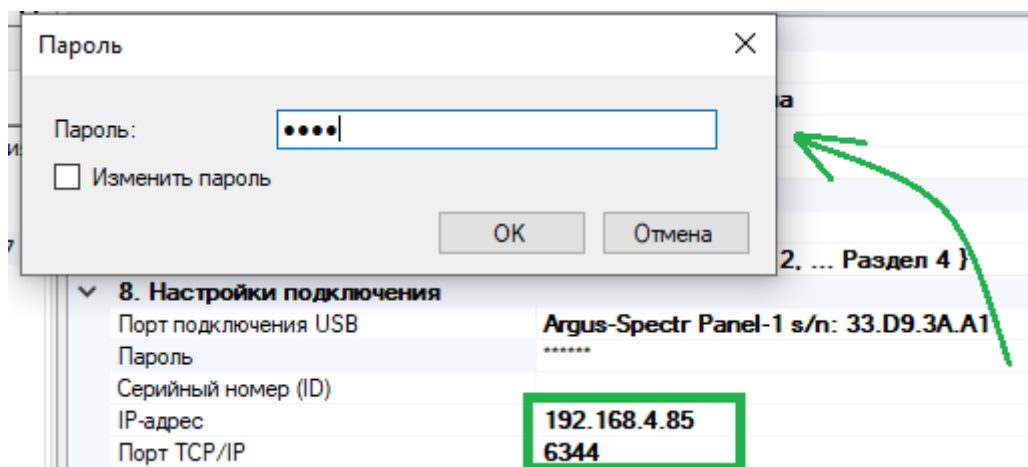 Пароль
Пароль:
••••
Изменить пароль
OK
Отмена
2, ... Раздел 4 }
8. Настройки подключения
Порт подключения USB Argus-Spectr Panel-1 s/n: 33.D9.3A.A1
Пароль ******
Серийный номер (ID)
IP-адрес 192.168.4.85
Порт TCP/IP 6344